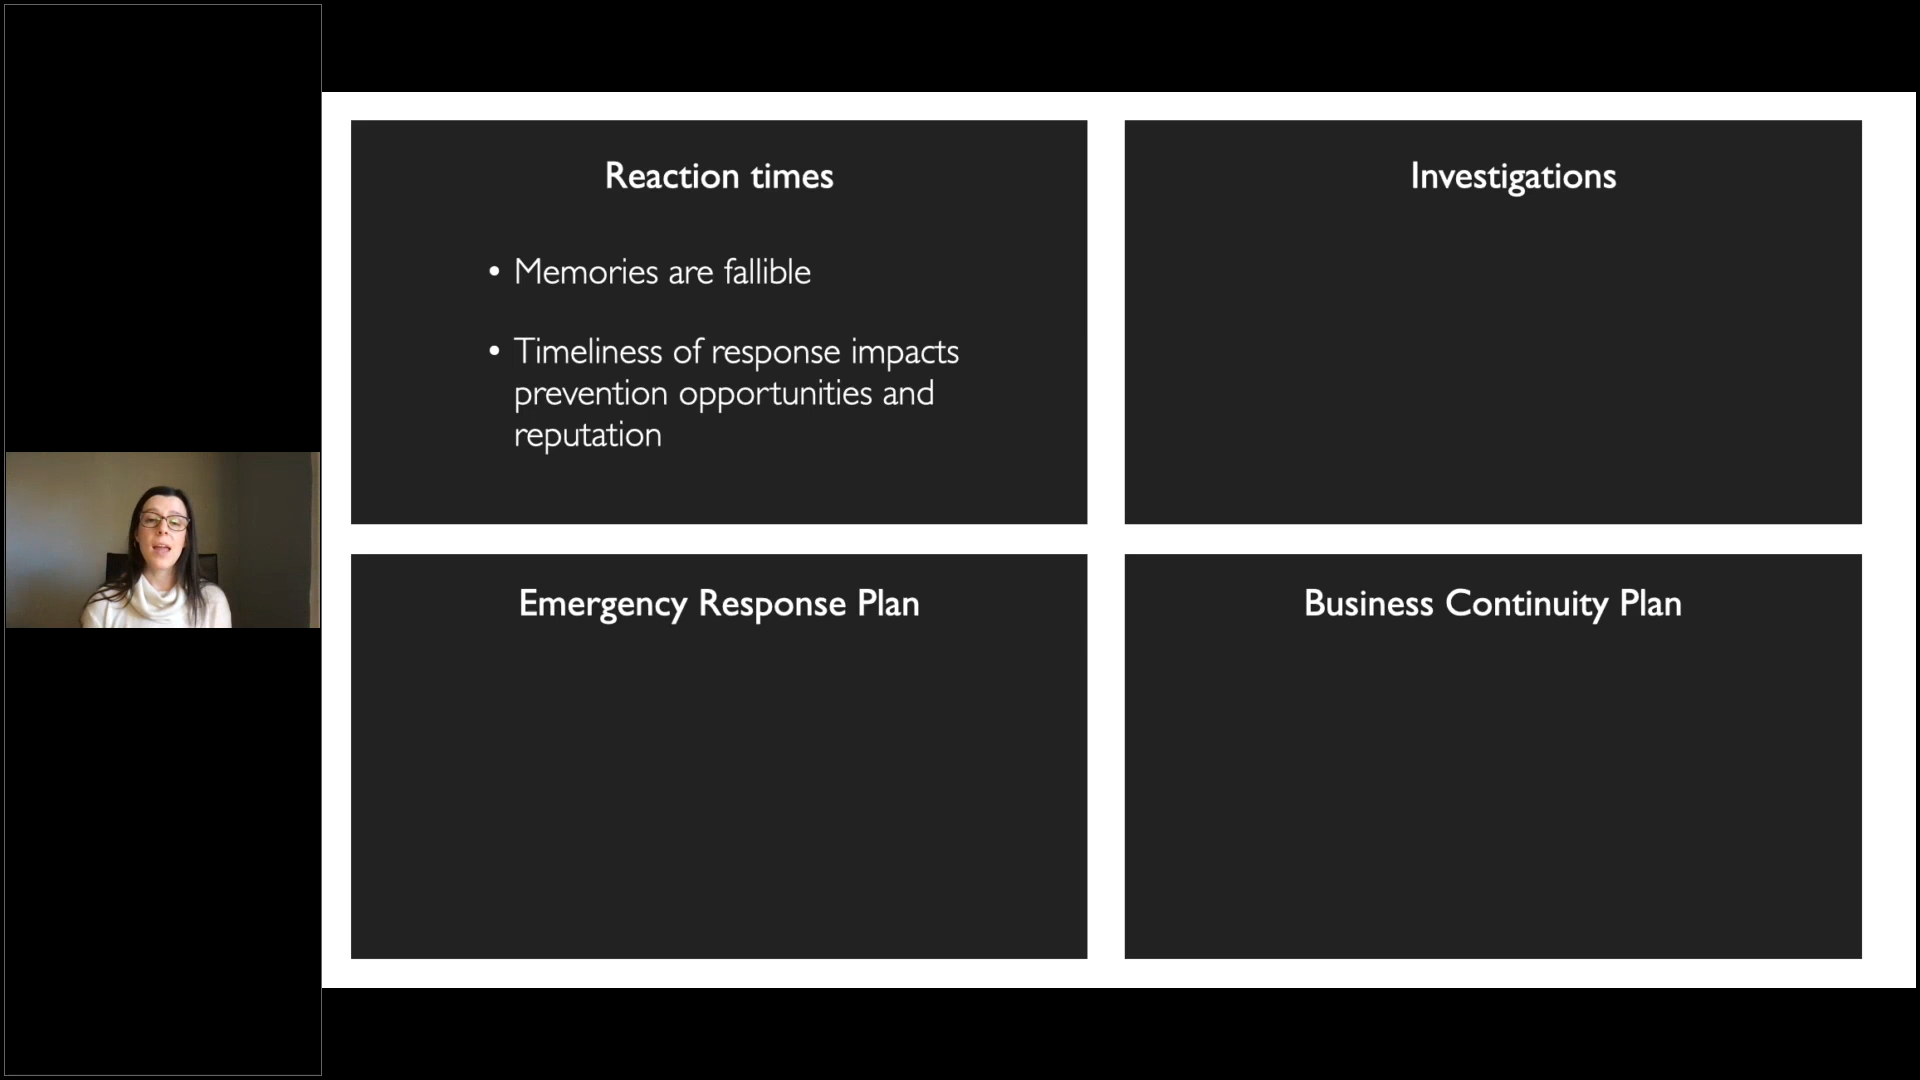 Reaction times
• Memories are fallible
• Timeliness of response impacts
prevention opportunities and
reputation
Investigations
Emergency Response Plan
Business Continuity Plan